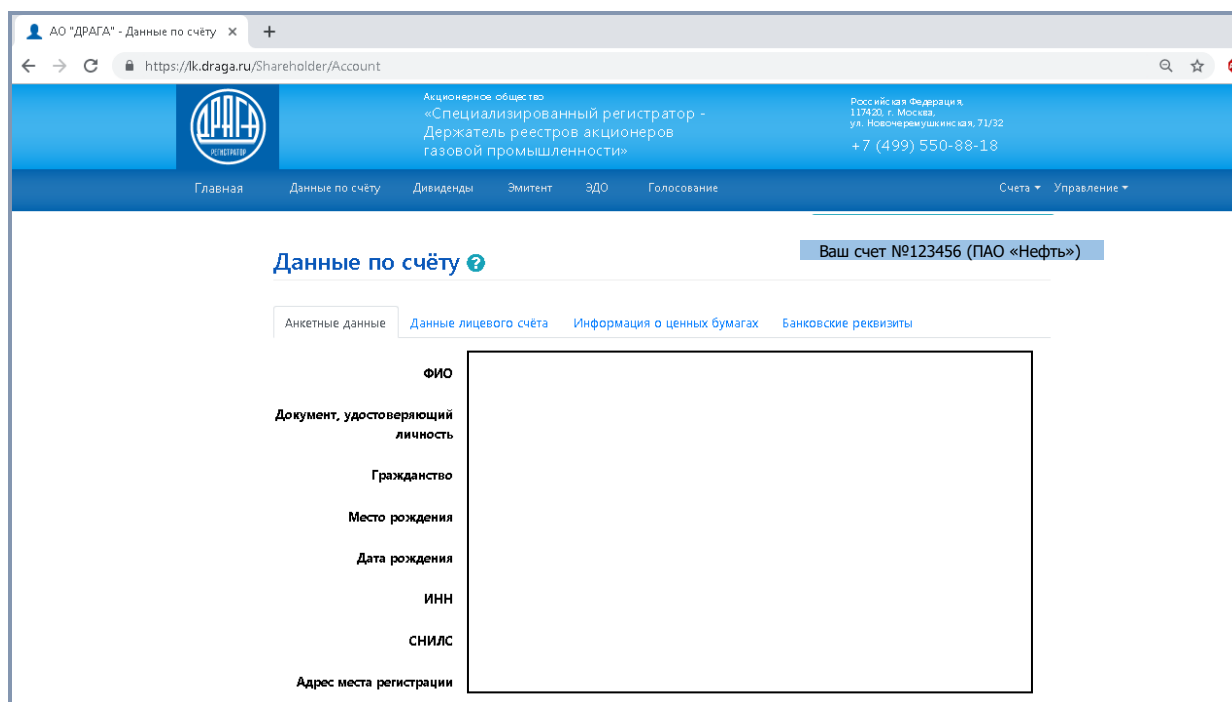 АО "ДРАГА" - Данные по счёту
https://lk.draga.ru/Shareholder/Account
ДРАГА
РЕГИСТРАТОР
Акционерное общество
«Специализированный регистратор -
Держатель реестров акционеров
газовой промышленности»
Российская Федерация,
117420, г. Москва,
ул. Новочеремушкинская, 71/32
+7 (499) 550-88-18
Главная Данные по счёту Дивиденды Эмитент ЭДО Голосование Счета Управление
Ваш счет №123456 (ПАО «Нефть»)
Данные по счёту ?
Анкетные данные Данные лицевого счёта Информация о ценных бумагах Банковские реквизиты
ФИО
Документ, удостоверяющий
личность
Гражданство
Место рождения
Дата рождения
ИНН
СНИЛС
Адрес места регистрации